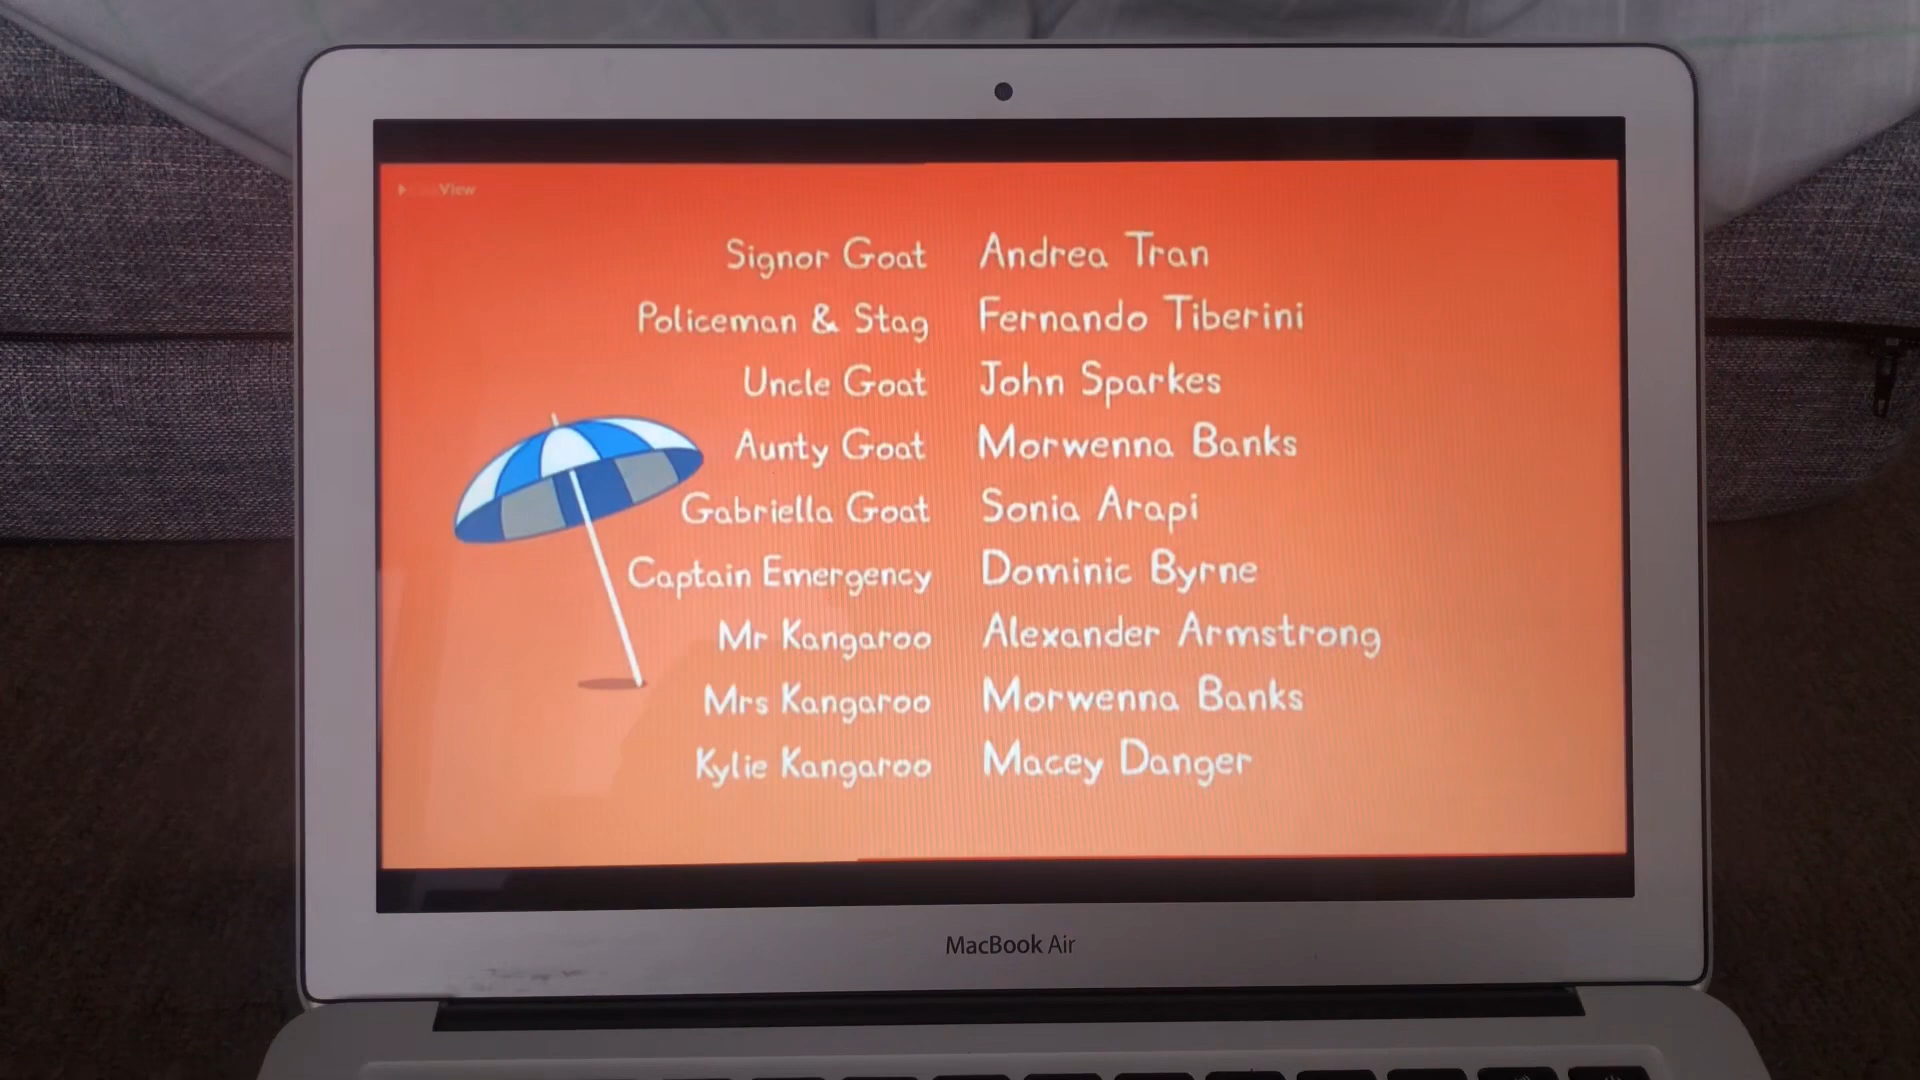 View
Signor Goat Andrea Tran
Policeman & Stag Fernando Tiberini
Uncle Goat John Sparkes
Aunty Goat Morwenna Banks
Gabriella Goat Sonia Arapi
Captain Emergency Dominic Byrne
Mr Kangaroo Alexander Armstrong
Mrs Kangaroo Morwenna Banks
Kylie Kangaroo Macey Danger
MacBook Air